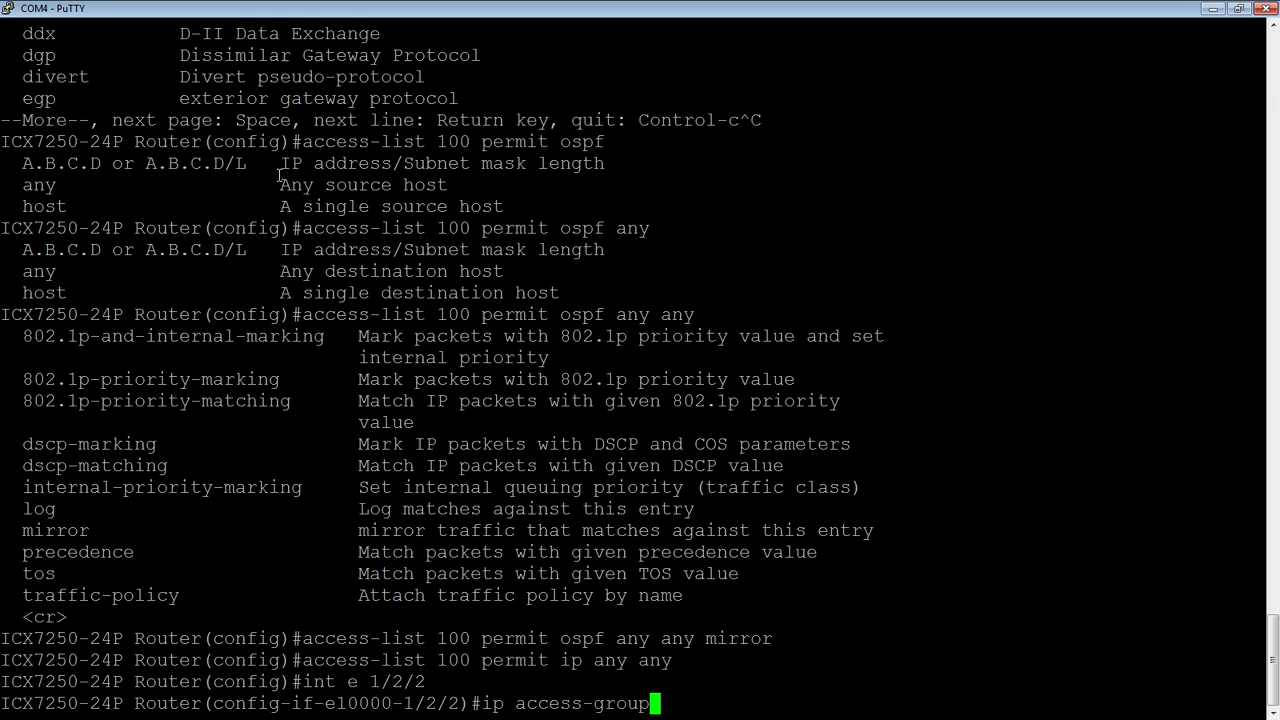 COM4 - PuTTY
ddx D-II Data Exchange
dgp Dissimilar Gateway Protocol
divert Divert pseudo-protocol
egp exterior gateway protocol
--More--, next page: Space, next line: Return key, quit: Control-c^C
ICX7250-24P Router(config)#access-list 100 permit ospf
A.B.C.D or A.B.C.D/L IP address/Subnet mask length
any Any source host
host A single source host
ICX7250-24P Router(config)#access-list 100 permit ospf any
A.B.C.D or A.B.C.D/L IP address/Subnet mask length
any Any destination host
host A single destination host
ICX7250-24P Router(config)#access-list 100 permit ospf any any
802.1p-and-internal-marking Mark packets with 802.1p priority value and set
internal priority
802.1p-priority-marking Mark packets with 802.1p priority value
802.1p-priority-matching Match IP packets with given 802.1p priority
value
dscp-marking Mark IP packets with DSCP and COS parameters
dscp-matching Match IP packets with given DSCP value
internal-priority-marking Set internal queuing priority (traffic class)
log Log matches against this entry
mirror mirror traffic that matches against this entry
precedence Match packets with given precedence value
tos Match packets with given TOS value
traffic-policy Attach traffic policy by name
<cr>
ICX7250-24P Router(config)#access-list 100 permit ospf any any mirror
ICX7250-24P Router(config)#access-list 100 permit ip any any
ICX7250-24P Router(config)#int e 1/2/2
ICX7250-24P Router(config-if-e10000-1/2/2)#ip access-group